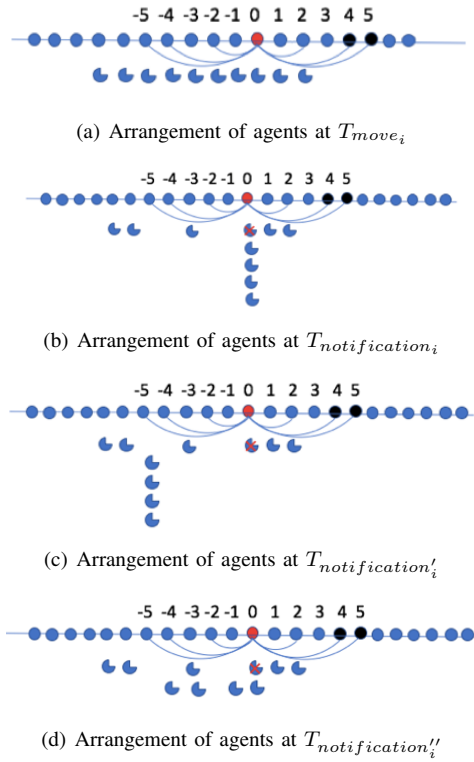 -5 -4 -3 -2 -1 0 1 2 3 4 5
(a) Arrangement of agents at T_{move_i}
-5 -4 -3 -2 -1 0 1 2 3 4 5
(b) Arrangement of agents at T_{notification_i}
-5 -4 -3 -2 -1 0 1 2 3 4 5
(c) Arrangement of agents at T_{notification'_i}
-5 -4 -3 -2 -1 0 1 2 3 4 5
(d) Arrangement of agents at T_{notification''_i}